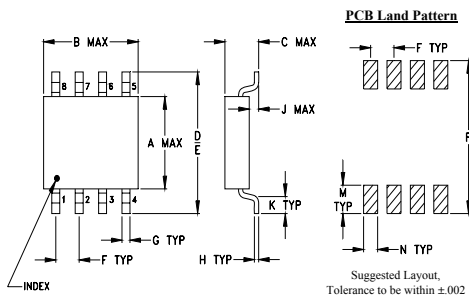 PCB Land Pattern
B MAX
C MAX
F TYP
8 7 6 5
J MAX
A MAX
D
E
K TYP
M
TYP
1 2 3 4
G TYP
F TYP
H TYP
N TYP
INDEX
Suggested Layout,
Tolerance to be within ±.002